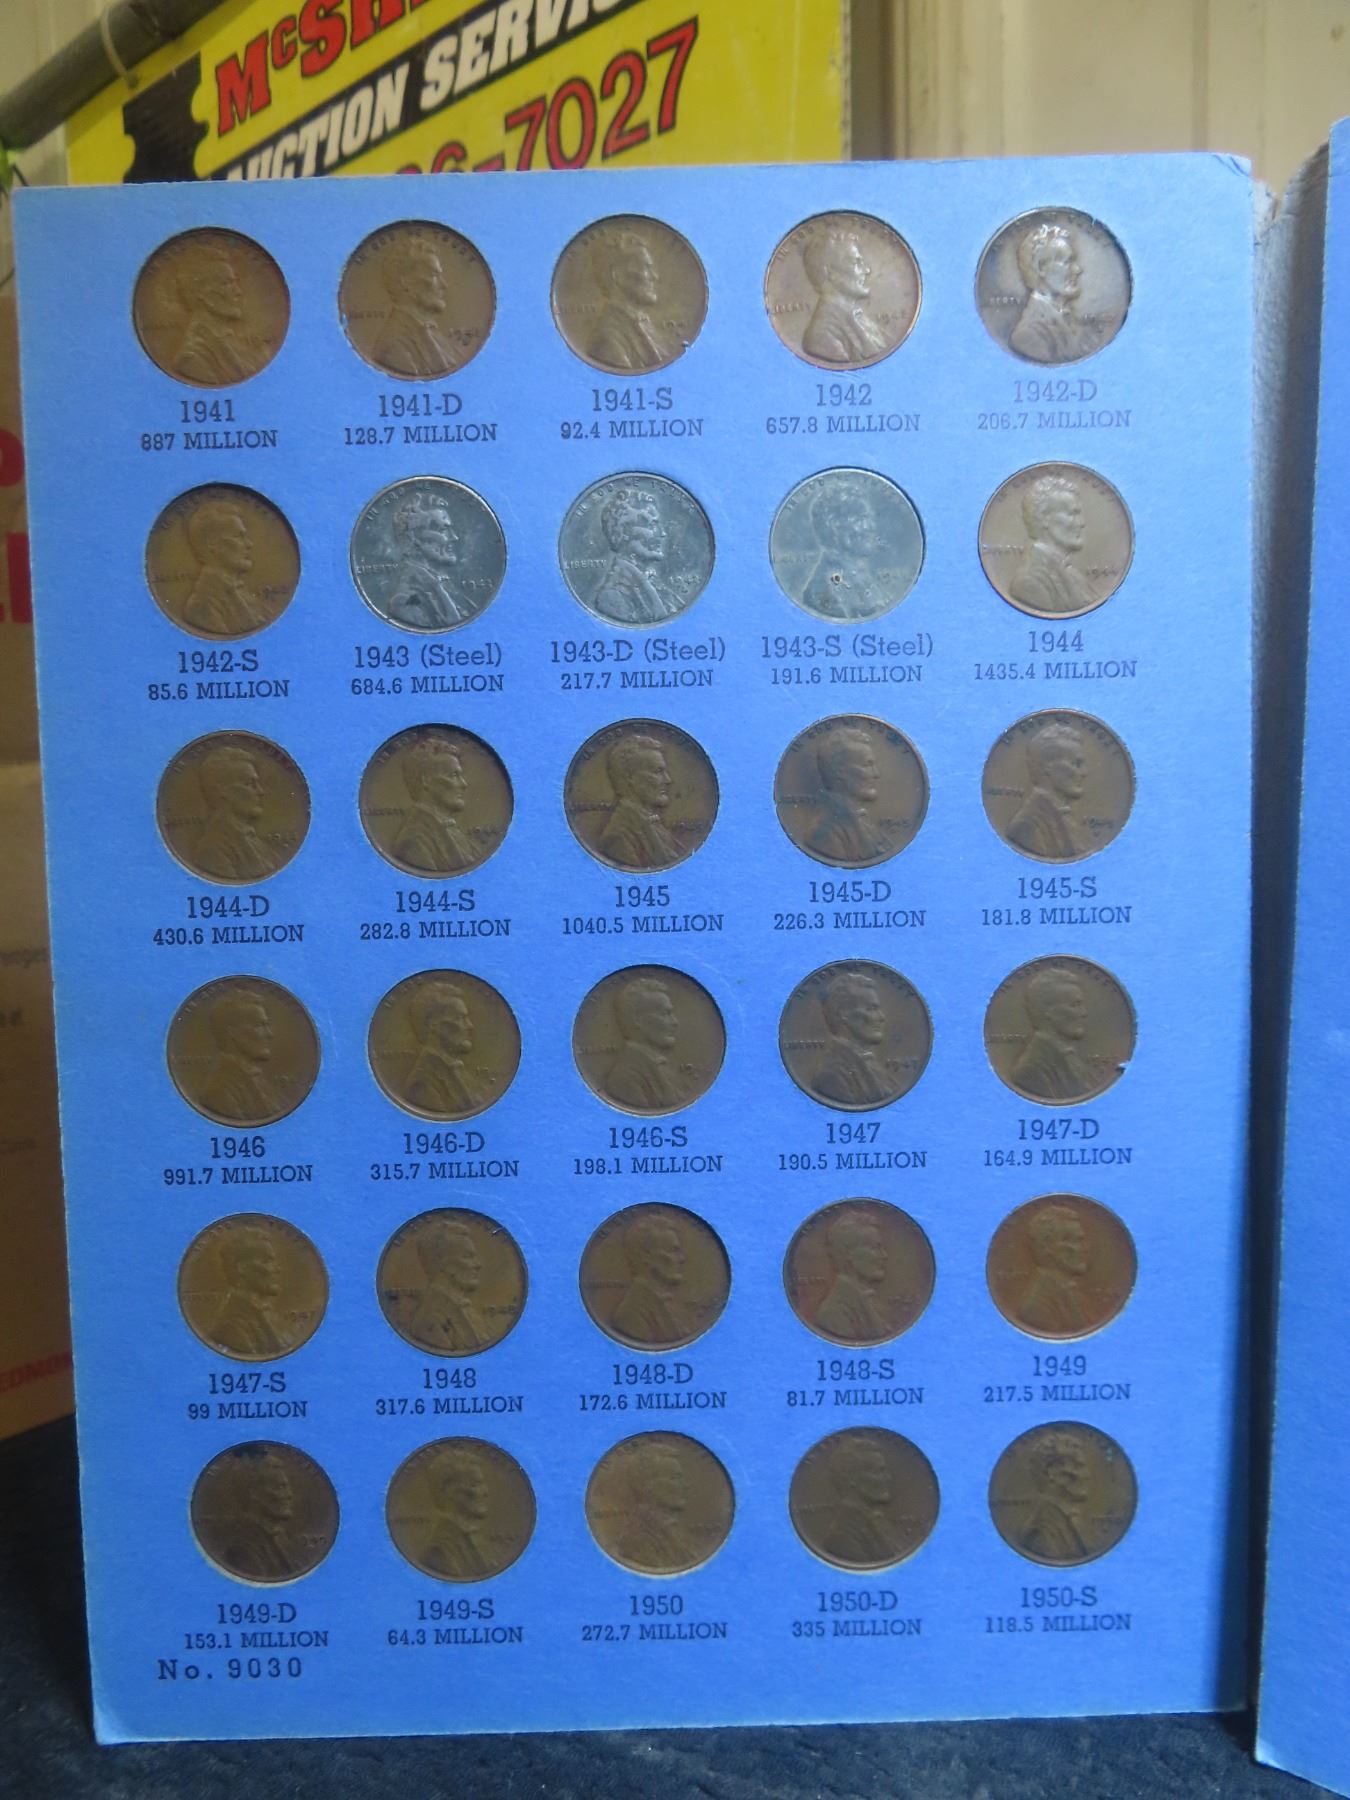 McSH
AUCTION SERVIC
96-7027
1941
887 MILLION
1941-D
128.7 MILLION
1941-S
92.4 MILLION
1942
657.8 MILLION
1942-D
206.7 MILLION
1942-S
85.6 MILLION
1943 (Steel)
684.6 MILLION
1943-D (Steel)
217.7 MILLION
1943-S (Steel)
191.6 MILLION
1944
1435.4 MILLION
1944-D
430.6 MILLION
1944-S
282.8 MILLION
1945
1040.5 MILLION
1945-D
226.3 MILLION
1945-S
181.8 MILLION
1946
991.7 MILLION
1946-D
315.7 MILLION
1946-S
198.1 MILLION
1947
190.5 MILLION
1947-D
164.9 MILLION
1947-S
99 MILLION
1948
317.6 MILLION
1948-D
172.6 MILLION
1948-S
81.7 MILLION
1949
217.5 MILLION
1949-D
153.1 MILLION
1949-S
64.3 MILLION
1950
272.7 MILLION
1950-D
335 MILLION
1950-S
118.5 MILLION
No. 9030